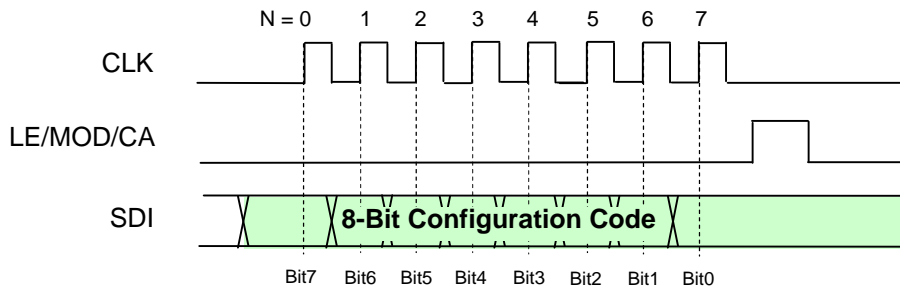 N = 0 1 2 3 4 5 6 7
CLK
LE/MOD/CA
SDI
8-Bit Configuration Code
Bit7 Bit6 Bit5 Bit4 Bit3 Bit2 Bit1 Bit0